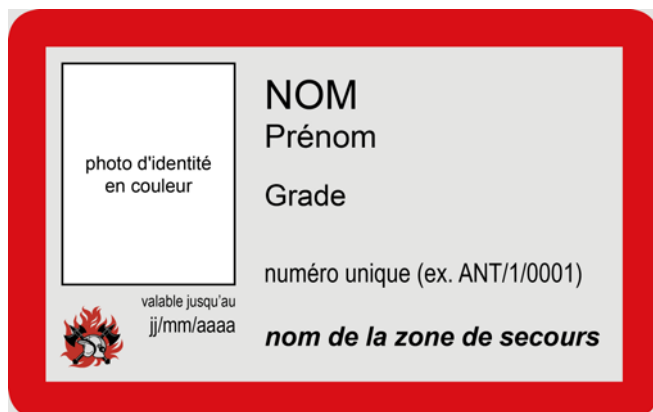 photo d'identité
en couleur
valable jusqu'au
jj/mm/aaaa
NOM
Prénom
Grade
numéro unique (ex. ANT/1/0001)
nom de la zone de secours